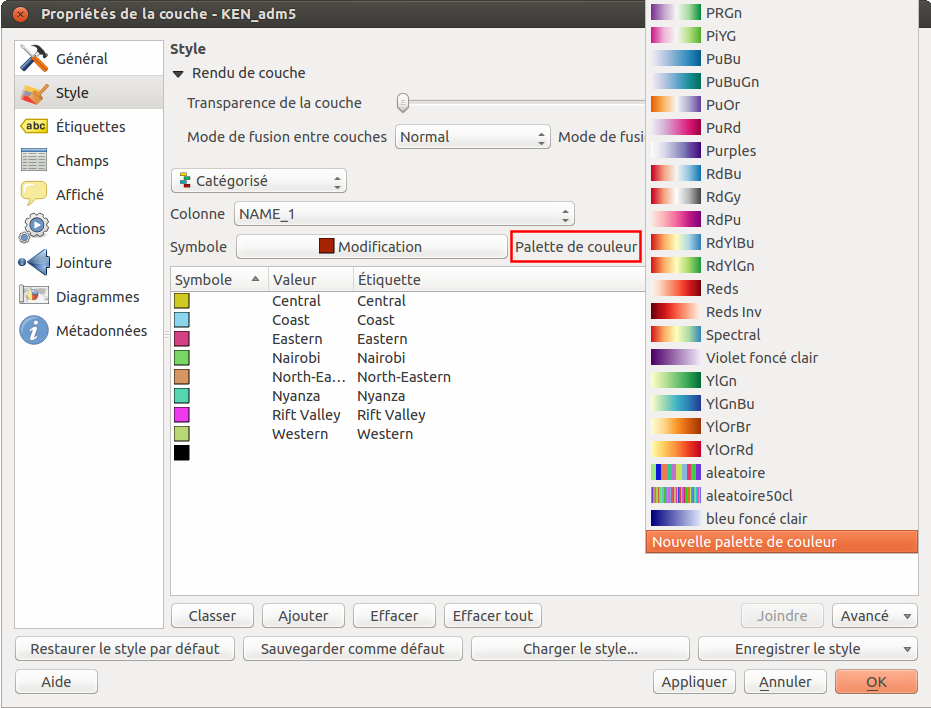 Propriétés de la couche - KEN_adm5
Général
Style
Étiquettes
Champs
Affiché
Actions
Jointure
Diagrammes
Métadonnées
Style
Rendu de couche
Transparence de la couche
Mode de fusion entre couches Normal Mode de fusi
Catégorisé
Colonne NAME_1
Symbole Modification Palette de couleur
Symbole Valeur Étiquette
Central Central
Coast Coast
Eastern Eastern
Nairobi Nairobi
North-Ea... North-Eastern
Nyanza Nyanza
Rift Valley Rift Valley
Western Western
PRGn
PiYG
PuBu
PuBuGn
PuOr
PuRd
Purples
RdBu
RdGy
RdPu
RdYlBu
RdYlGn
Reds
Reds Inv
Spectral
Violet foncé clair
YlGn
YlGnBu
YlOrBr
YlOrRd
aleatoire
aleatoire50cl
bleu foncé clair
Nouvelle palette de couleur
Classer Ajouter Effacer Effacer tout Joindre Avancé
Restaurer le style par défaut Sauvegarder comme défaut Charger le style... Enregistrer le style
Aide Appliquer Annuler OK
abc